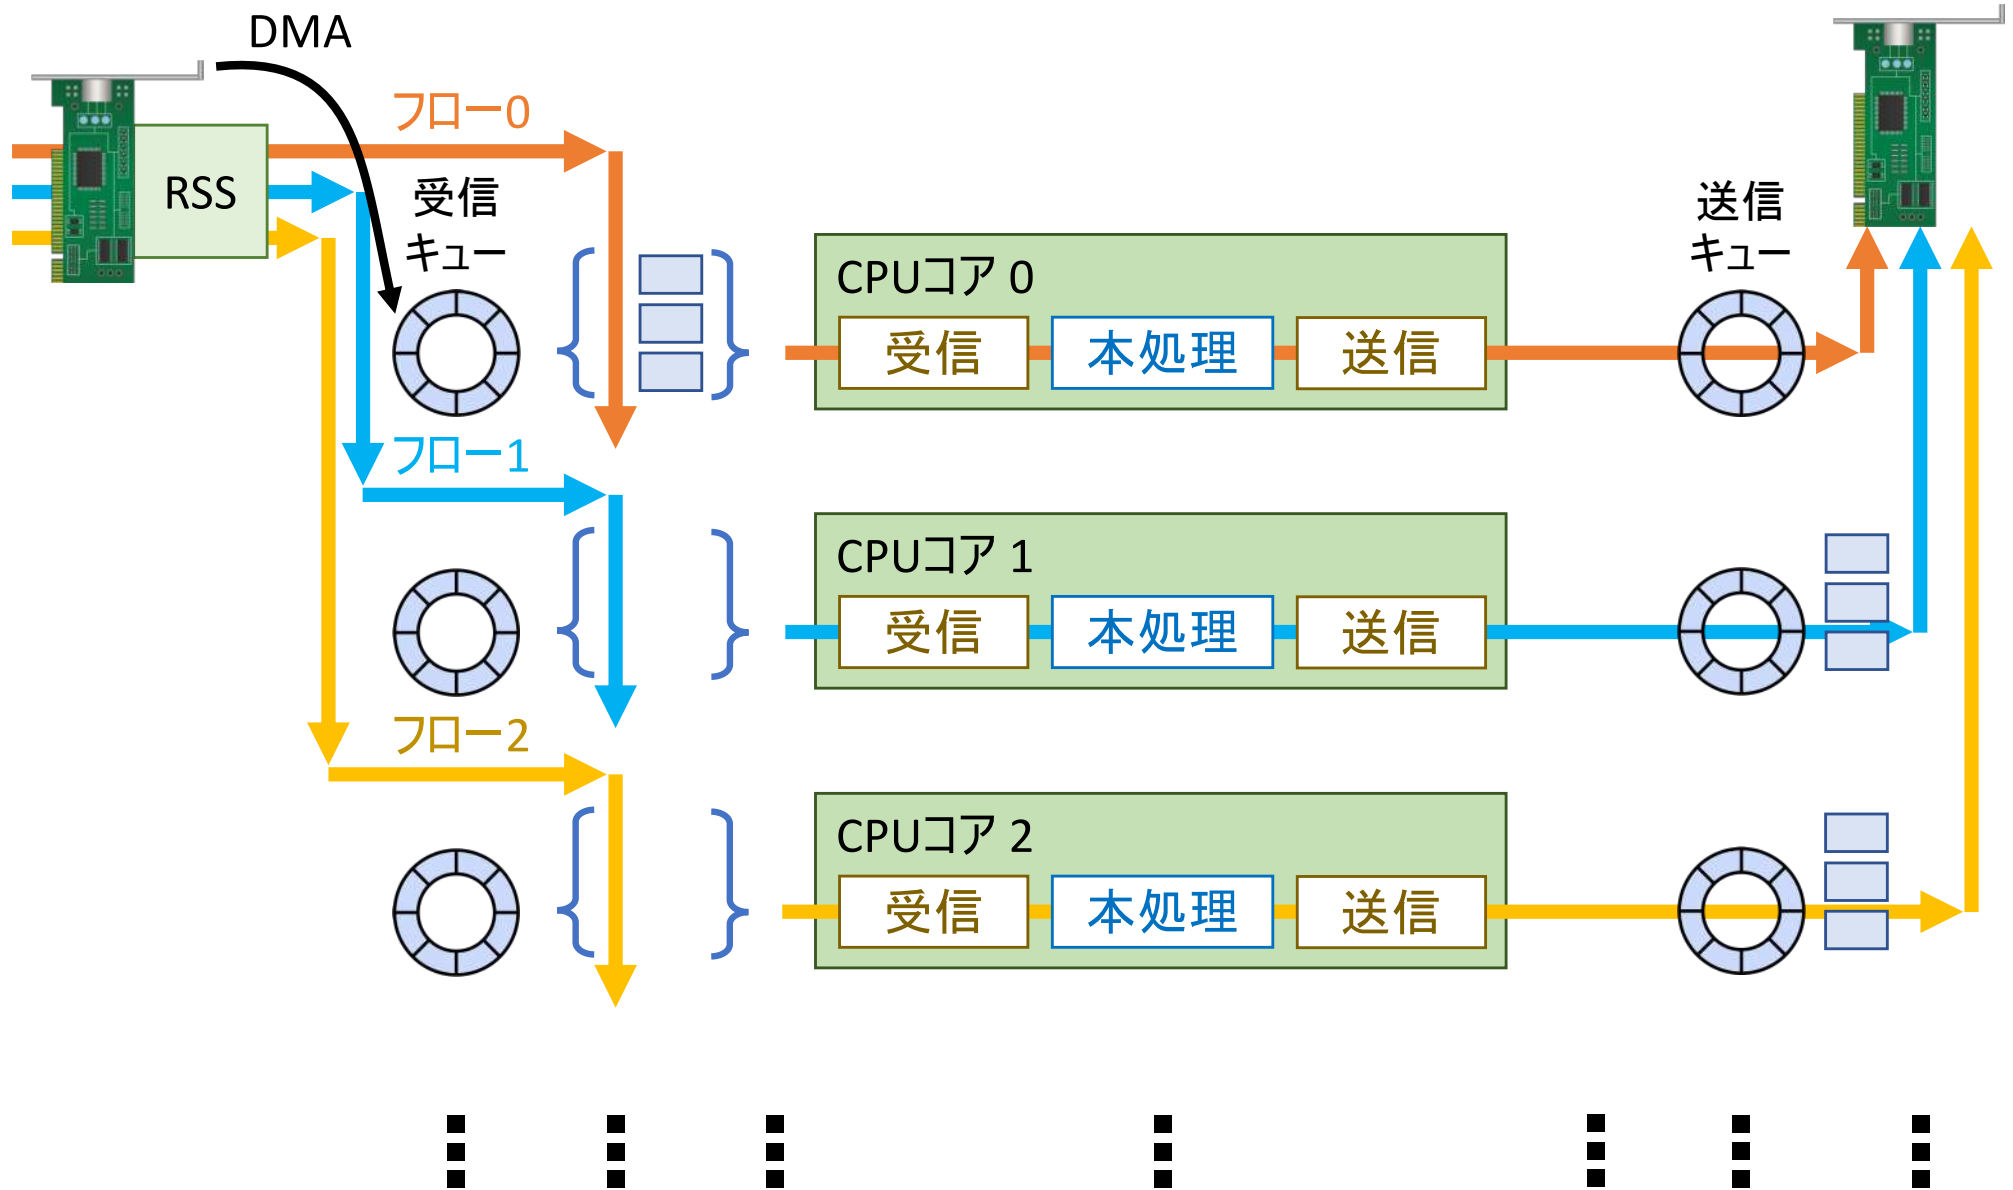 DMA
フロー0
RSS
受信
キュー
送信
キュー
CPUコア 0
受信
本処理
送信
フロー1
CPUコア 1
受信
本処理
送信
フロー2
CPUコア 2
受信
本処理
送信